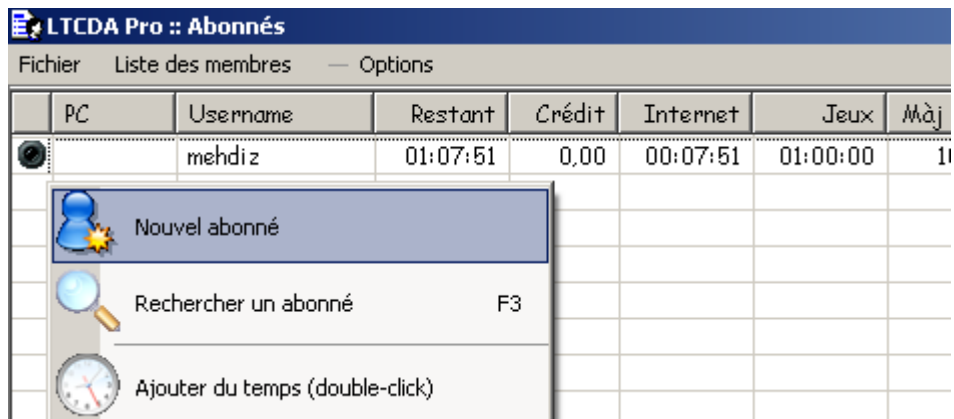 LTCDA Pro :: Abonnés
Fichier Liste des membres — Options
PC Username Restant Crédit Internet Jeux Màj
mehdiz 01:07:51 0,00 00:07:51 01:00:00
Nouvel abonné
Rechercher un abonné F3
Ajouter du temps (double-click)